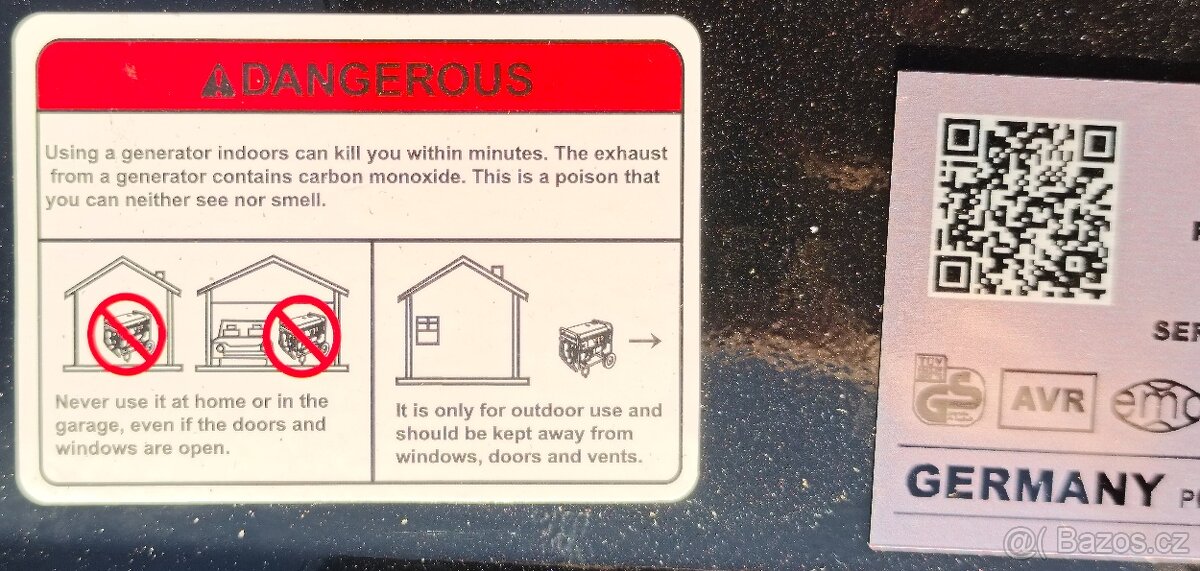 DANGEROUS
Using a generator indoors can kill you within minutes. The exhaust
from a generator contains carbon monoxide. This is a poison that
you can neither see nor smell.
Never use it at home or in the
garage, even if the doors and
windows are open.
It is only for outdoor use and
should be kept away from
windows, doors and vents.
SER
GS
AVR
emc
GERMANY
@( Bazos.cz